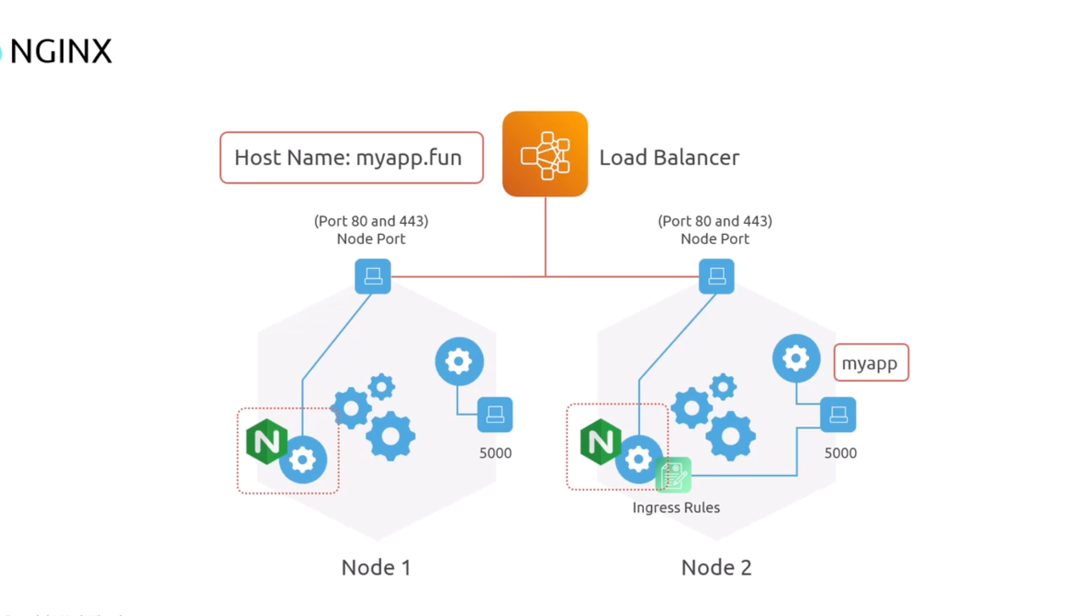 NGINX
Host Name: myapp.fun
Load Balancer
(Port 80 and 443)
Node Port
(Port 80 and 443)
Node Port
myapp
N
5000
N
5000
Ingress Rules
Node 1
Node 2